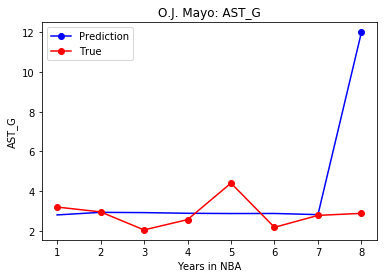 O.J. Mayo: AST_G
Prediction
True
12
10
8
6
4
2
AST_G
1 2 3 4 5 6 7 8
Years in NBA